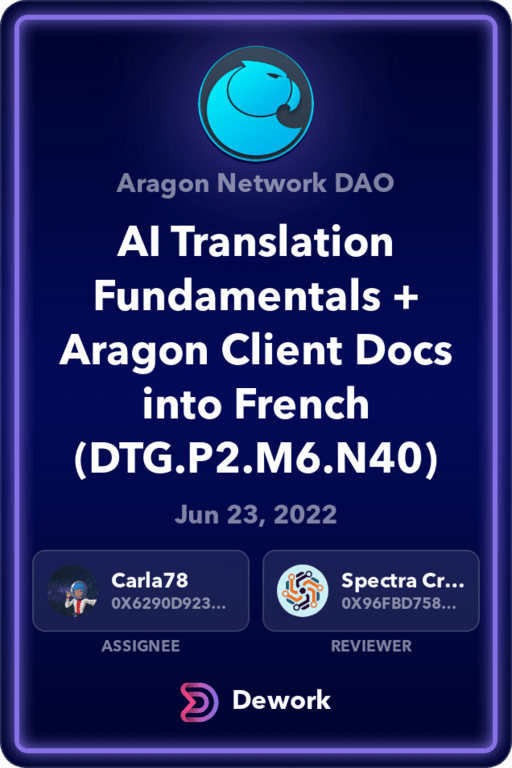 Aragon Network DAO
AI Translation
Fundamentals +
Aragon Client Docs
into French
(DTG.P2.M6.N40)
Jun 23, 2022
Carla78
0X6290D923...
Spectra Cr...
0X96FBD758...
ASSIGNEE
REVIEWER
Dework